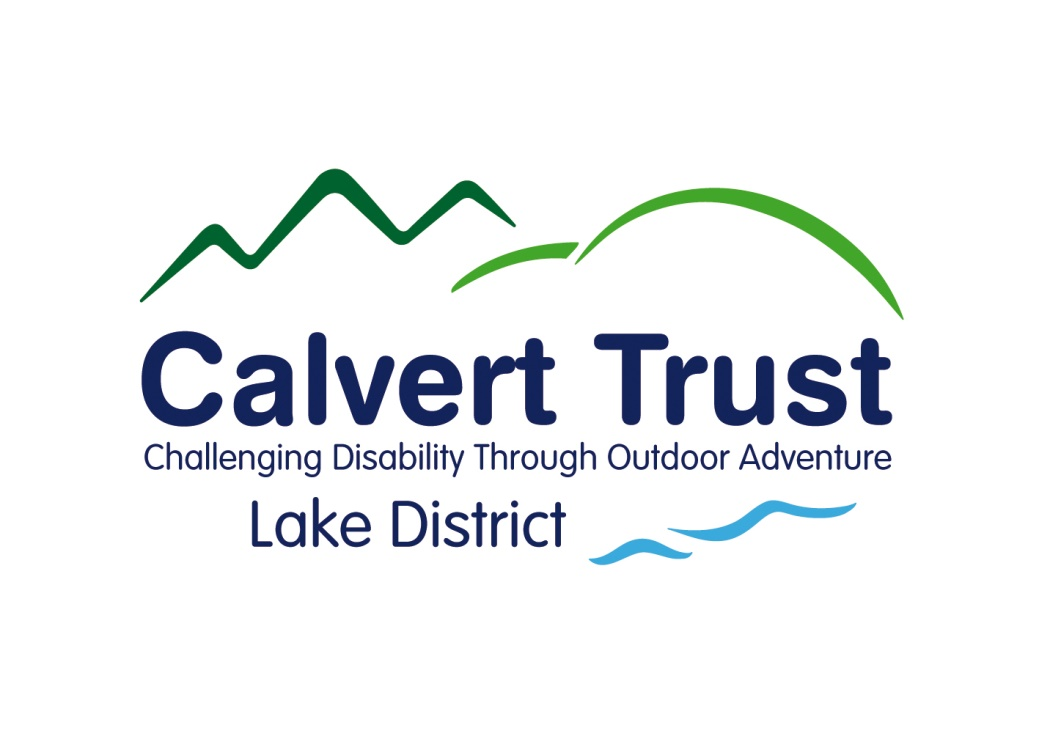 Calvert Trust
Challenging Disability Through Outdoor Adventure
Lake District